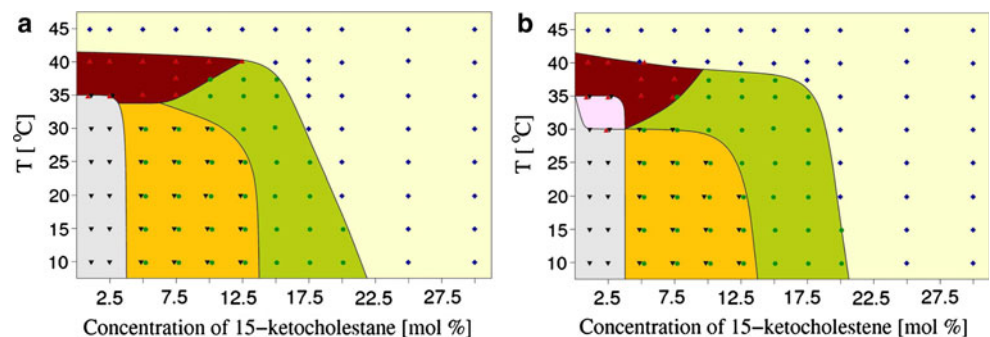 a
45
40
35
30
25
20
15
10
T [°C]
2.5 7.5 12.5 17.5 22.5 27.5
Concentration of 15−ketocholestane [mol %]
b
45
40
35
30
25
20
15
10
T [°C]
2.5 7.5 12.5 17.5 22.5 27.5
Concentration of 15−ketocholestene [mol %]